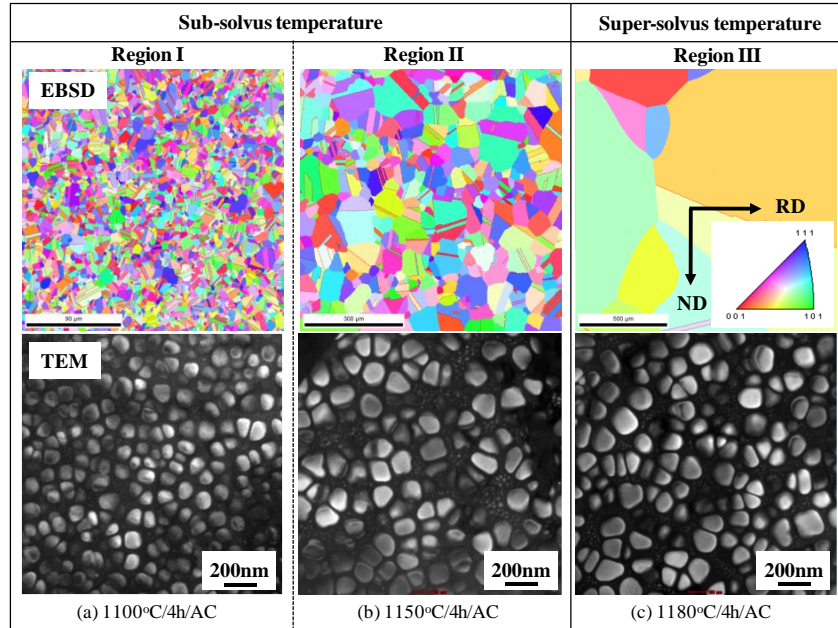 Sub-solvus temperature
Super-solvus temperature
Region I
Region II
Region III
EBSD
90 μm
300 μm
500 μm
RD
ND
111
001
101
TEM
200nm
200nm
200nm
(a) 1100°C/4h/AC
(b) 1150°C/4h/AC
(c) 1180°C/4h/AC